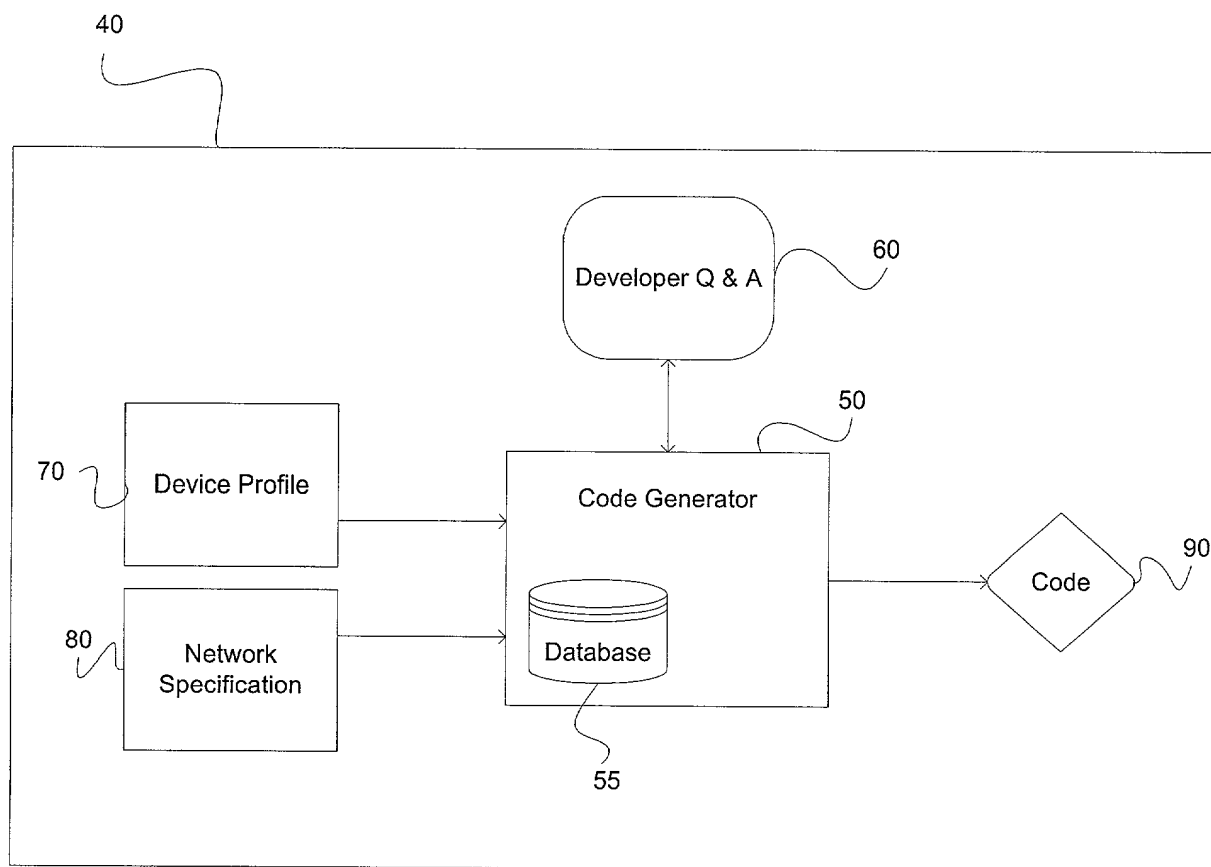 40
Developer Q & A
60
50
70
Device Profile
Code Generator
Code
90
80
Network
Specification
Database
55